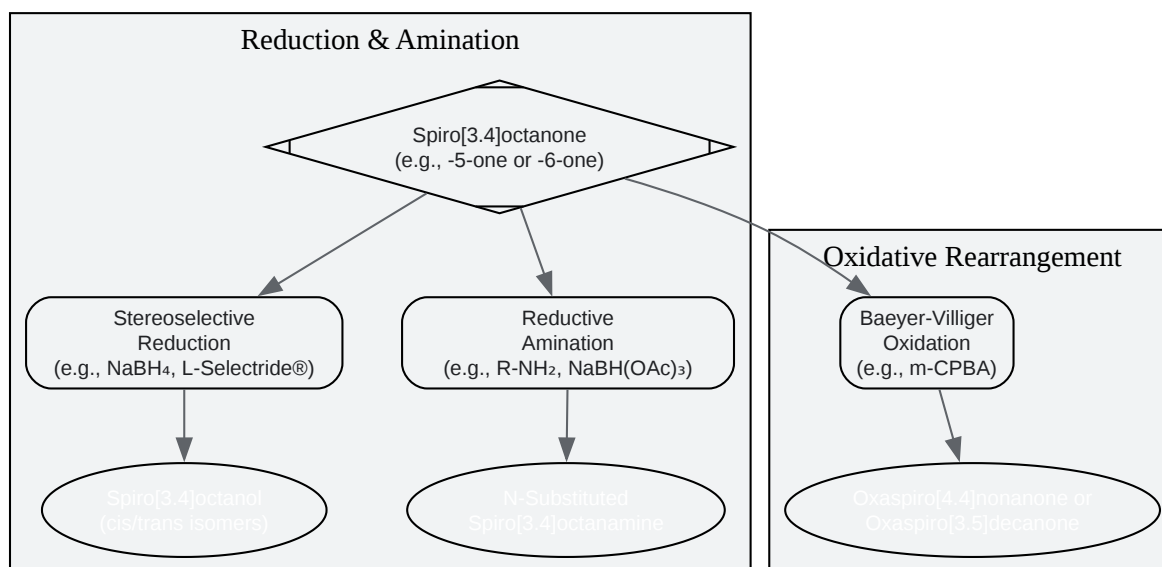 Reduction & Amination
Spiro[3.4]octanone
(e.g., -5-one or -6-one)
Oxidative Rearrangement
Stereoselective
Reduction
(e.g., NaBH₄, L-Selectride®)
Reductive
Amination
(e.g., R-NH₂, NaBH(OAc)₃)
Baeyer-Villiger
Oxidation
(e.g., m-CPBA)
Spiro[3.4]octanol
(cis/trans isomers)
N-Substituted
Spiro[3.4]octanamine
Oxaspiro[4.4]nonanone or
Oxaspiro[3.5]decanone